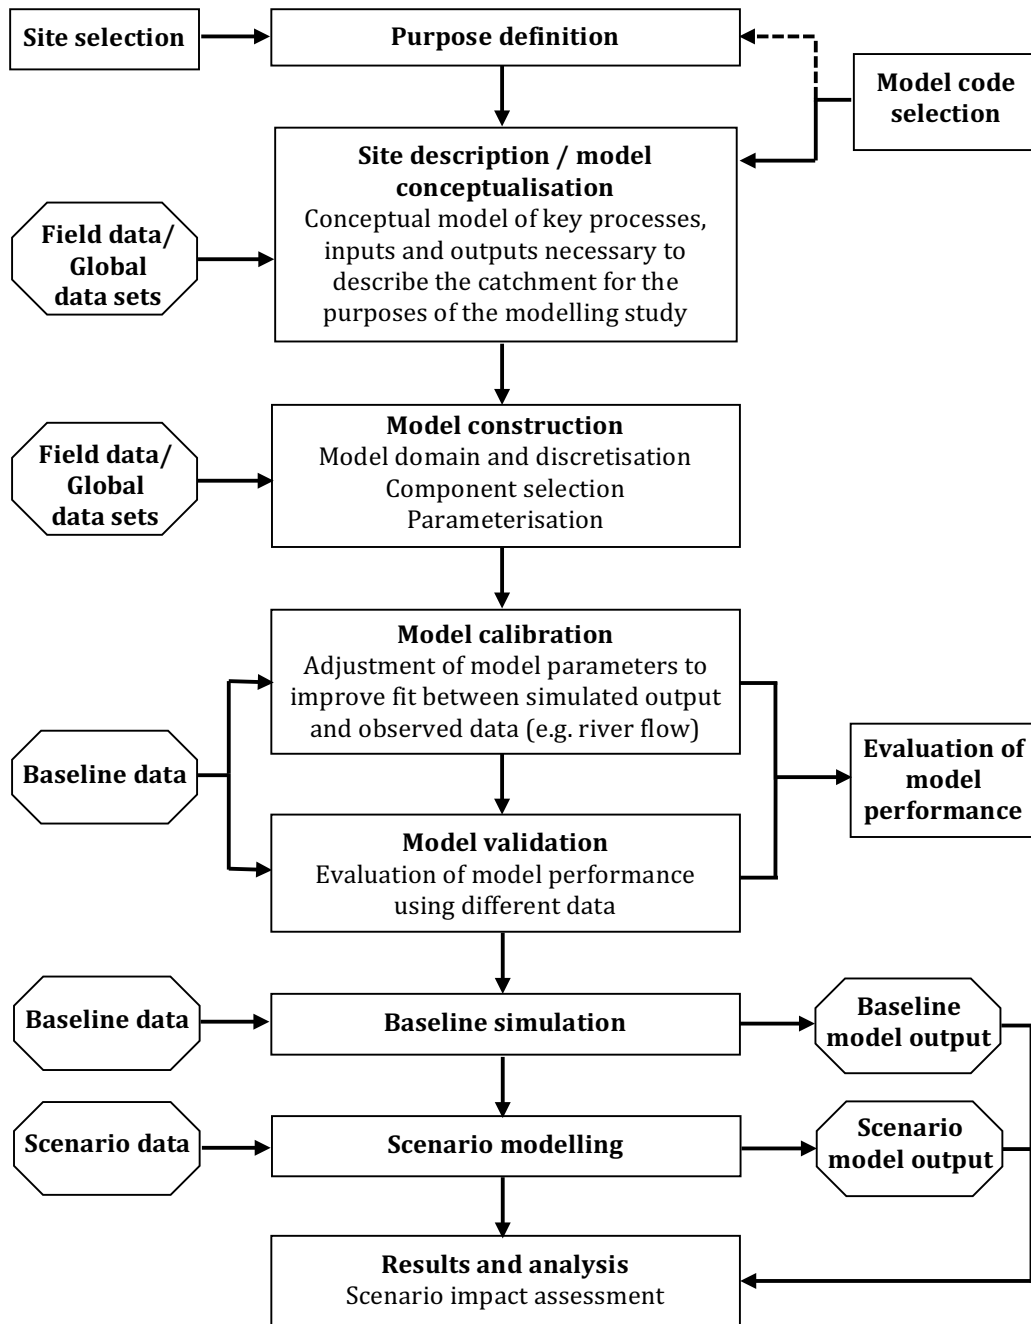 Site selection
Purpose definition
Model code
selection
Site description / model
conceptualisation
Conceptual model of key processes,
inputs and outputs necessary to
describe the catchment for the
purposes of the modelling study
Field data/
Global
data sets
Model construction
Model domain and discretisation
Component selection
Parameterisation
Field data/
Global
data sets
Model calibration
Adjustment of model parameters to
improve fit between simulated output
and observed data (e.g. river flow)
Baseline data
Evaluation of
model
performance
Model validation
Evaluation of model performance
using different data
Baseline data
Baseline simulation
Baseline
model output
Scenario data
Scenario modelling
Scenario
model output
Results and analysis
Scenario impact assessment